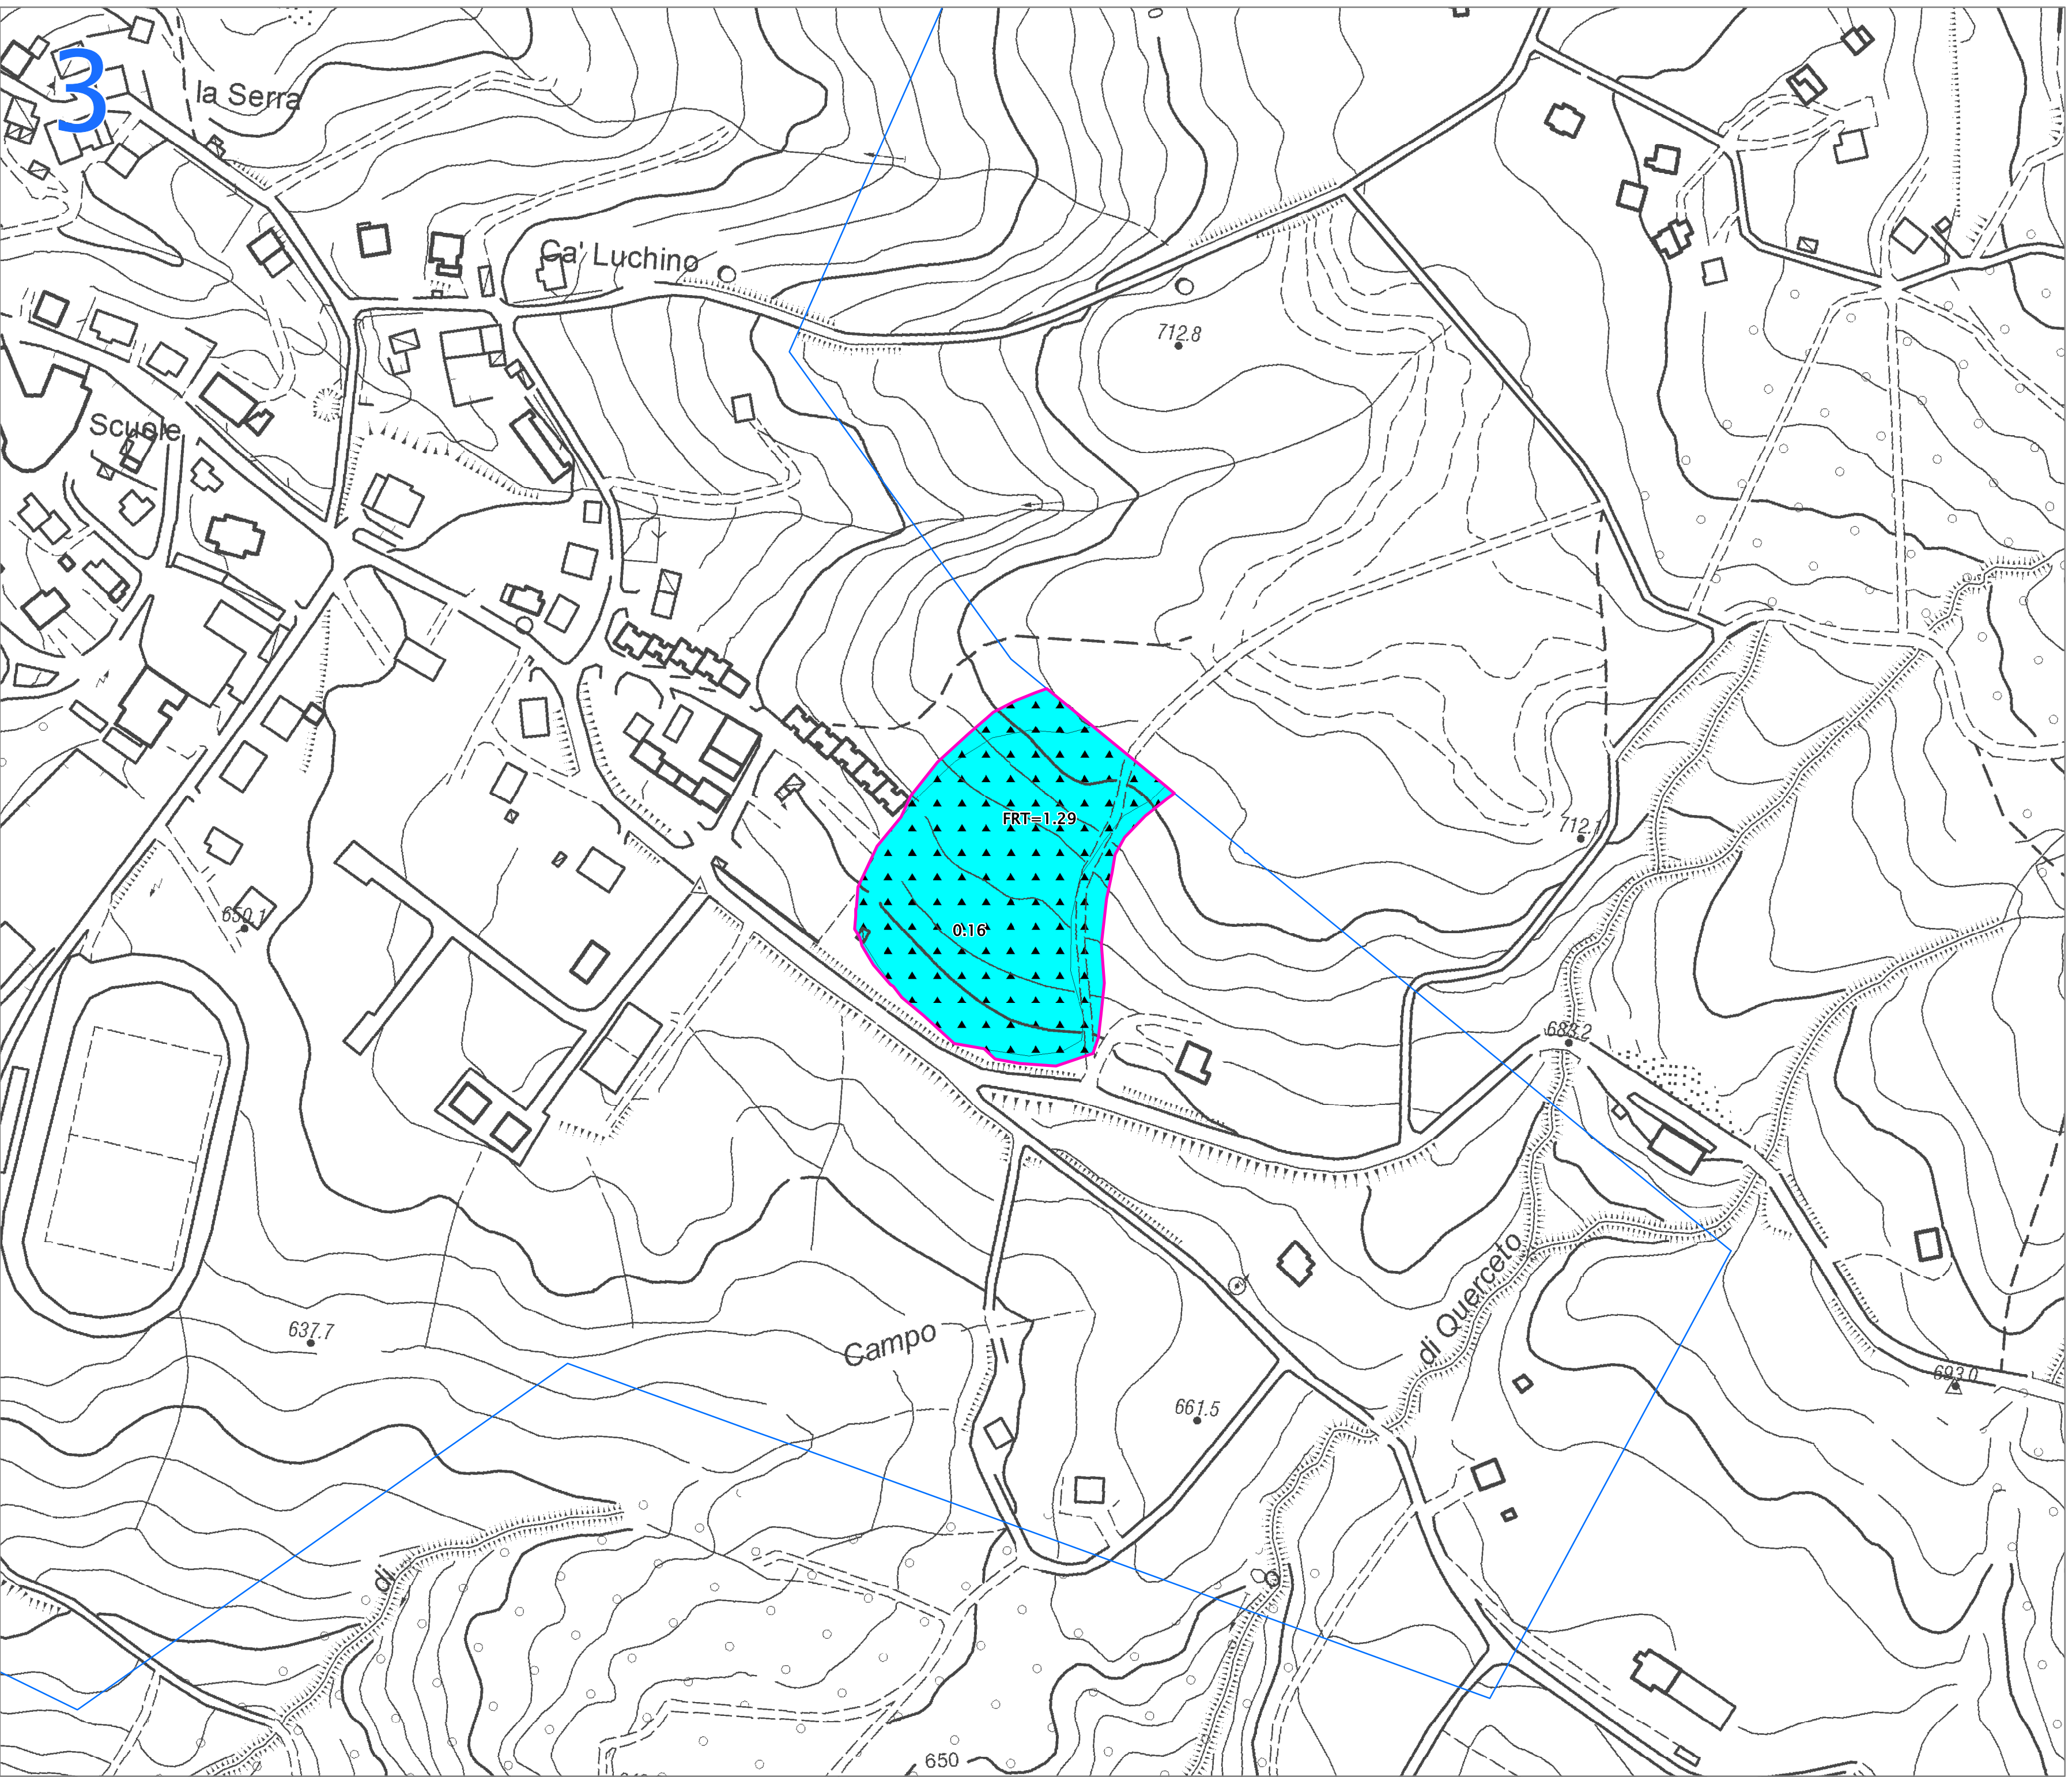 3
la Serra
Ca' Luchino
712.8
Scuole
FRT=1.29
712.1
650.1
0.16
683.2
di Querceto
637.7
Campo
693.0
661.5
di
650